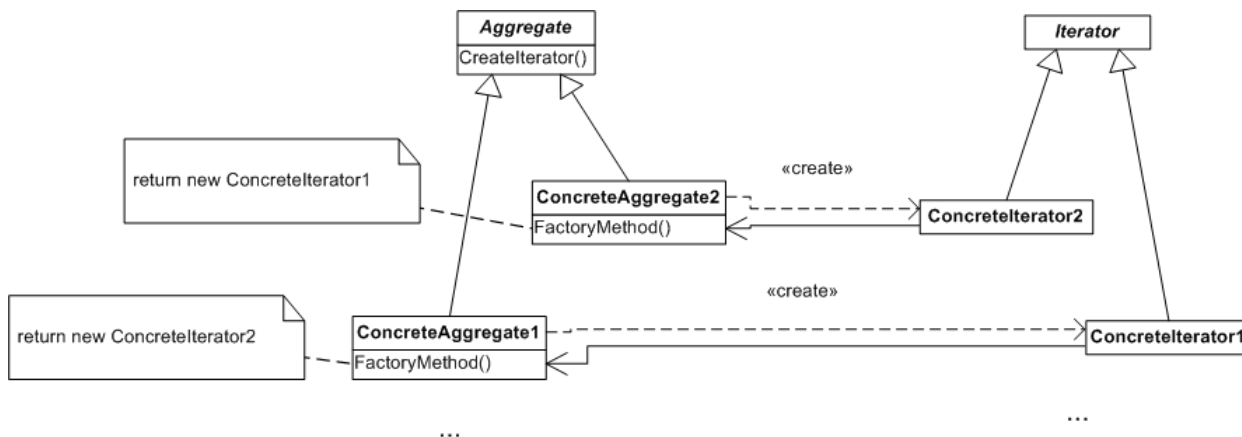 Aggregate
CreateIterator()
Iterator
return new ConcreteIterator1
«create»
ConcreteAggregate2
FactoryMethod()
ConcreteIterator2
«create»
return new ConcreteIterator2
ConcreteAggregate1
FactoryMethod()
ConcreteIterator1
...
...